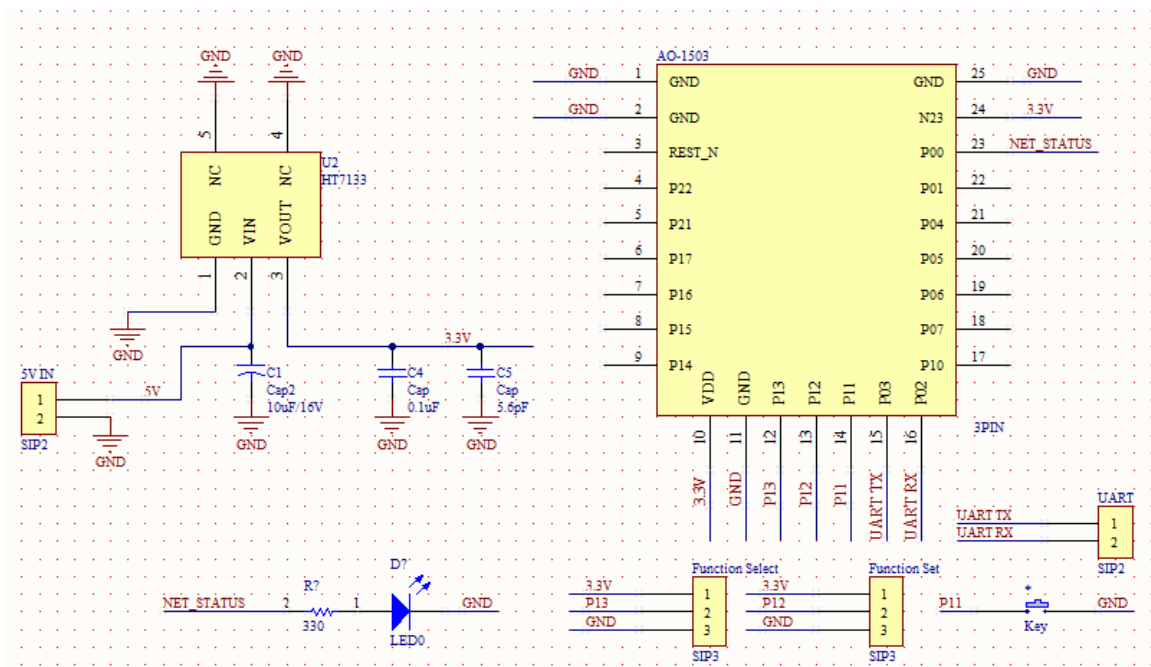 GND GND
5 4
NC NC
U2
HT7133
GND VIN VOUT
1 2 3
GND
3.3V
5V IN
1
2
SIP2
5V
GND
C1
Cap2
10uF/16V
GND
C4
Cap
0.1uF
GND
C5
Cap
5.6pF
GND
AO-1503
GND 1 GND
GND 2 GND
3 REST_N
4 P22
5 P21
6 P17
7 P16
8 P15
9 P14
GND 25 GND
N23 24 3.3V
P00 23 NET_STATUS
P01 22
P04 21
P05 20
P06 19
P07 18
P10 17
VDD GND P13 P12 P11 P03 P02
10 11 12 13 14 15 16
3.3V GND P13 P12 P11 UART TX UART RX
3PIN
UART
UART TX 1
UART RX 2
SIP2
NET_STATUS 2 R? 1
330
D?
LED0
GND
Function Select
3.3V 1
P13 2
GND 3
SIP3
Function Set
3.3V 1
P12 2
GND 3
SIP3
P11 * GND
Key